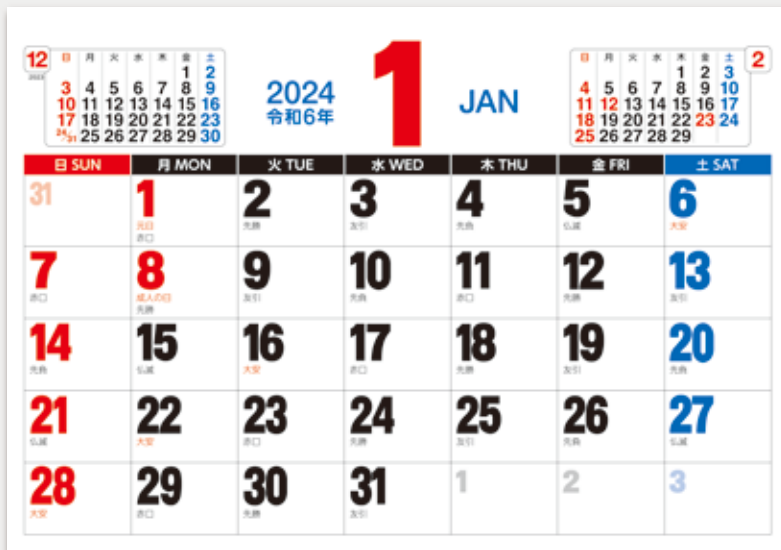 12
2023
日 月 火 水 木 金 土
1 2
3 4 5 6 7 8 9
10 11 12 13 14 15 16
17 18 19 20 21 22 23
24/31 25 26 27 28 29 30
2024
令和6年
1
JAN
2
日 月 火 水 木 金 土
1 2 3
4 5 6 7 8 9 10
11 12 13 14 15 16 17
18 19 20 21 22 23 24
25 26 27 28 29
日 SUN 月 MON 火 TUE 水 WED 木 THU 金 FRI 土 SAT
31 1 2 3 4 5 6
元日 先勝 友引 先負 仏滅 大安
赤口
7 8 9 10 11 12 13
赤口 成人の日 友引 先負 赤口 先勝 友引
先勝
14 15 16 17 18 19 20
先負 仏滅 大安 赤口 先勝 友引 先負
21 22 23 24 25 26 27
仏滅 大安 赤口 先勝 友引 先負 仏滅
28 29 30 31 1 2 3
大安 赤口 先勝 友引